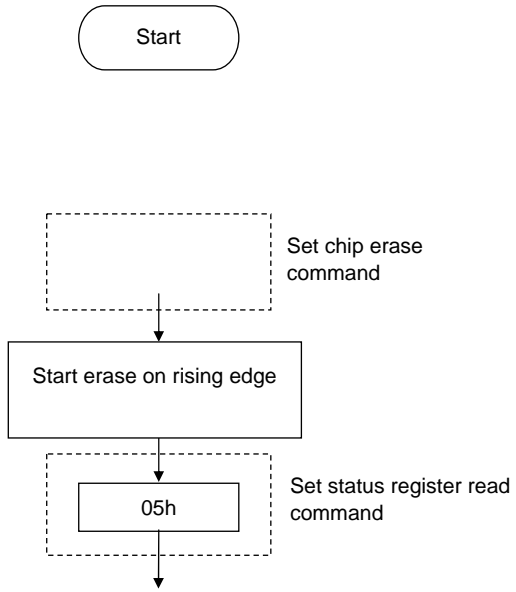 Start
Set chip erase
command
Start erase on rising edge
05h
Set status register read
command